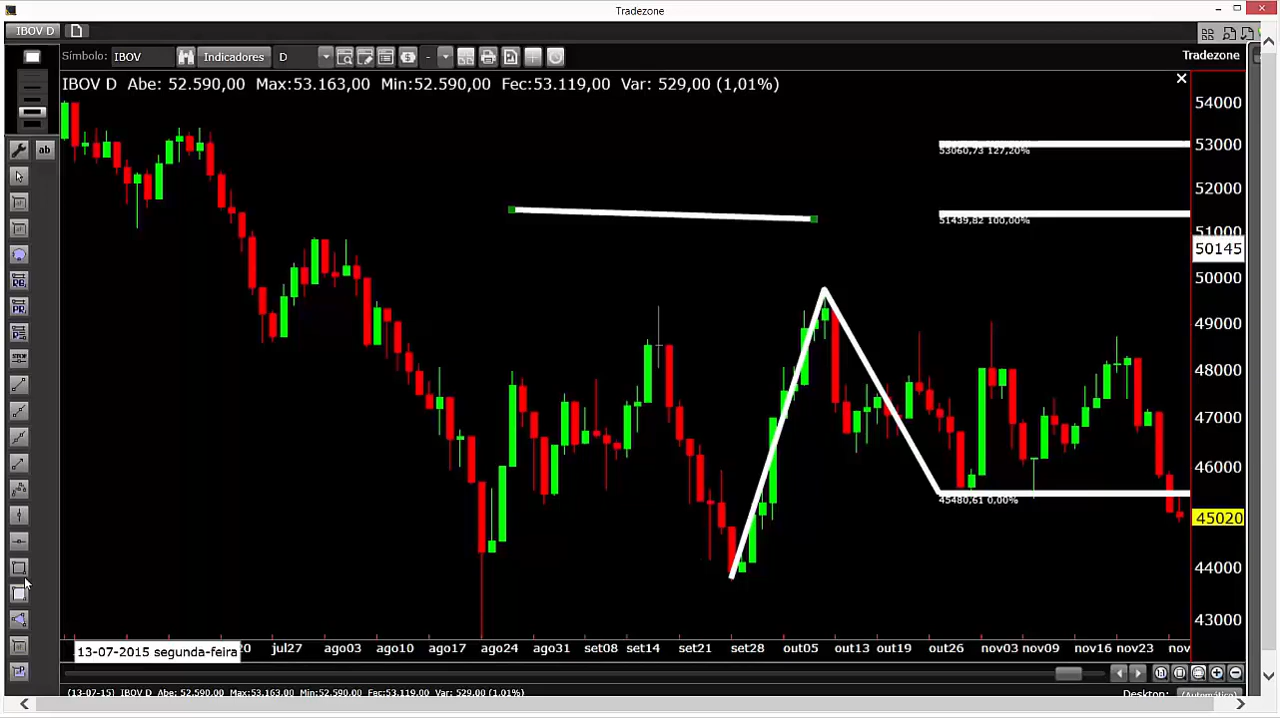 Tradezone
IBOV D
Símbolo: IBOV Indicadores D -
Tradezone
IBOV D Abe: 52.590,00 Max:53.163,00 Min:52.590,00 Fec:53.119,00 Var: 529,00 (1,01%)
54000
53000
53060,73 127,20%
52000
51439,82 100,00%
51000
50145
50000
49000
48000
47000
46000
45480,61 0,00%
45020
44000
43000
ab
RB
PR
13-07-2015 segunda-feira
20 jul27 ago03 ago10 ago17 ago24 ago31 set08 set14 set21 set28 out05 out13 out19 out26 nov03 nov09 nov16 nov23 nov
(13-07-15) IBOV D Abe: 52.590,00 Max:53.163,00 Min:52.590,00 Fec:53.119,00 Var: 529,00 (1,01%)
Desktop: (Automático)